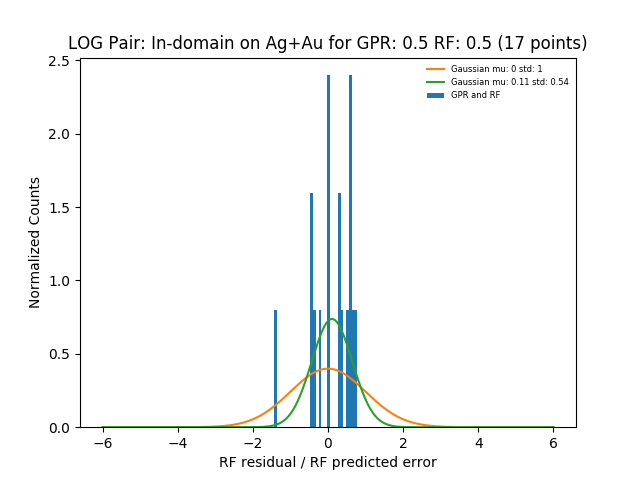 LOG Pair: In-domain on Ag+Au for GPR: 0.5 RF: 0.5 (17 points)
Gaussian mu: 0 std: 1
Gaussian mu: 0.11 std: 0.54
GPR and RF
Normalized Counts
2.5
2.0
1.5
1.0
0.5
0.0
−6 −4 −2 0 2 4 6
RF residual / RF predicted error